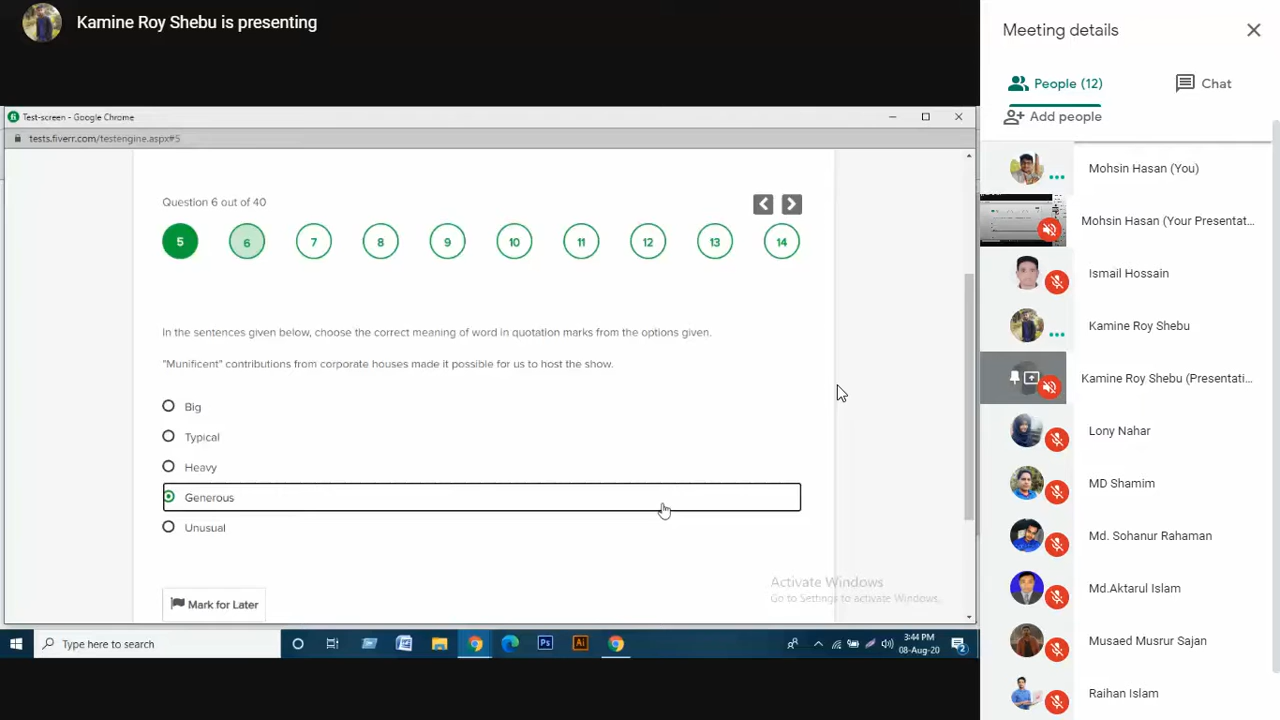 Kamine Roy Shebu is presenting
Test-screen - Google Chrome
tests.fiverr.com/testengine.aspx#5
Question 6 out of 40
5 6 7 8 9 10 11 12 13 14
In the sentences given below, choose the correct meaning of word in quotation marks from the options given.
"Munificent" contributions from corporate houses made it possible for us to host the show.
Big
Typical
Heavy
Generous
Unusual
Mark for Later
Activate Windows
Go to Settings to activate Windows.
Type here to search
Ps
Ai
3:44 PM
08-Aug-20
2
Meeting details
People (12)
Chat
Add people
Mohsin Hasan (You)
Mohsin Hasan (Your Presentat...
Ismail Hossain
Kamine Roy Shebu
Kamine Roy Shebu (Presentati...
Lony Nahar
MD Shamim
Md. Sohanur Rahaman
Md.Aktarul Islam
Musaed Musrur Sajan
Raihan Islam